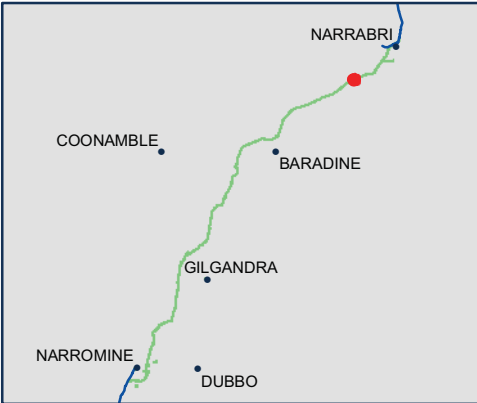 NARRABRI
COONAMBLE
BARADINE
GILGANDRA
NARROMINE
DUBBO